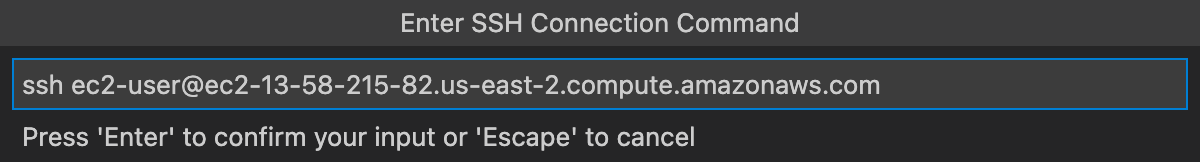 Enter SSH Connection Command
ssh ec2-user@ec2-13-58-215-82.us-east-2.compute.amazonaws.com
Press 'Enter' to confirm your input or 'Escape' to cancel